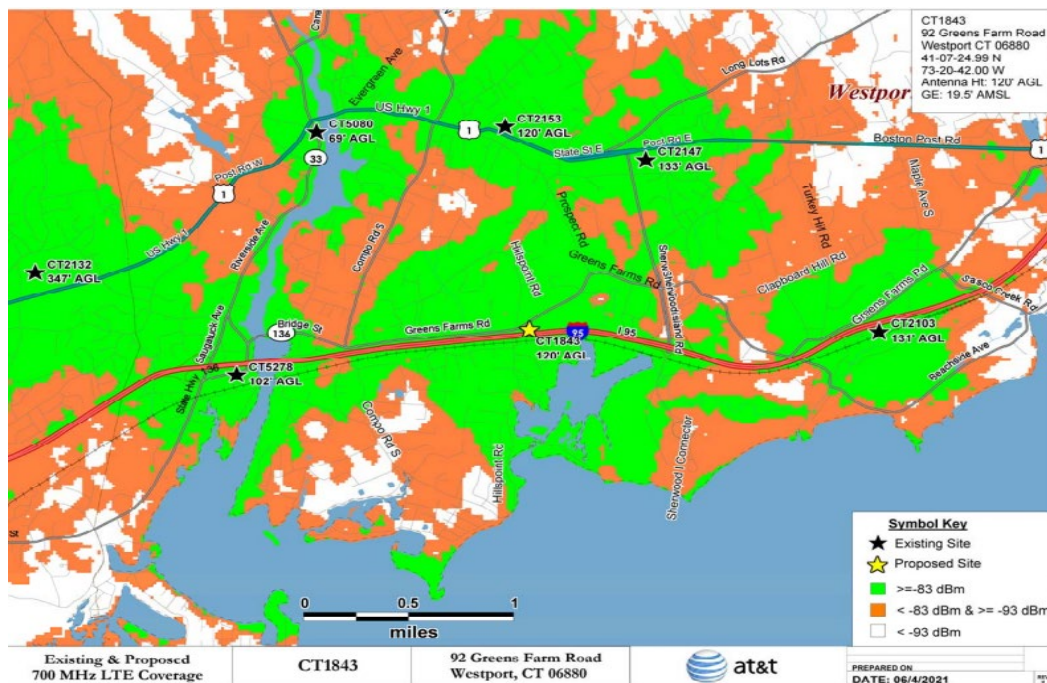 CT1843
92 Greens Farm Road
Westport CT 06880
41-07-24.99 N
73-20-42.00 W
Antenna Ht: 120' AGL
GE: 19.5' AMSL
Westpor
Long Lots Rd
Evergreen Ave
US Hwy 1
CT5080
69' AGL
CT2153
120' AGL
1
State St E
Post Rd E
CT2147
133' AGL
Boston Post Rd
1
33
Post Rd W
1
US Hwy 1
Riverside Ave
Compo Rd S
Prospect Rd
Hillspoint Rd
Turkey Hill Rd
Maple Ave S
CT2132
347' AGL
Greens Farms Rd
Clapboard Hill Rd
Greens Farms Rd
Sasco Creek Rd
Bridge St
136
Greens Farms Rd
CT1843
120' AGL
95
I 95
CT2103
131' AGL
Beachside Ave
Saugatuck Ave
State Hwy 136
CT5278
102' AGL
Compo Rd S
Sherwood I Connector
St
0 0.5 1
miles
Symbol Key
Existing Site
Proposed Site
>=-83 dBm
< -83 dBm & >= -93 dBm
< -93 dBm
Existing & Proposed
700 MHz LTE Coverage
CT1843
92 Greens Farm Road
Westport, CT 06880
at&t
PREPARED ON
DATE: 06/4/2021